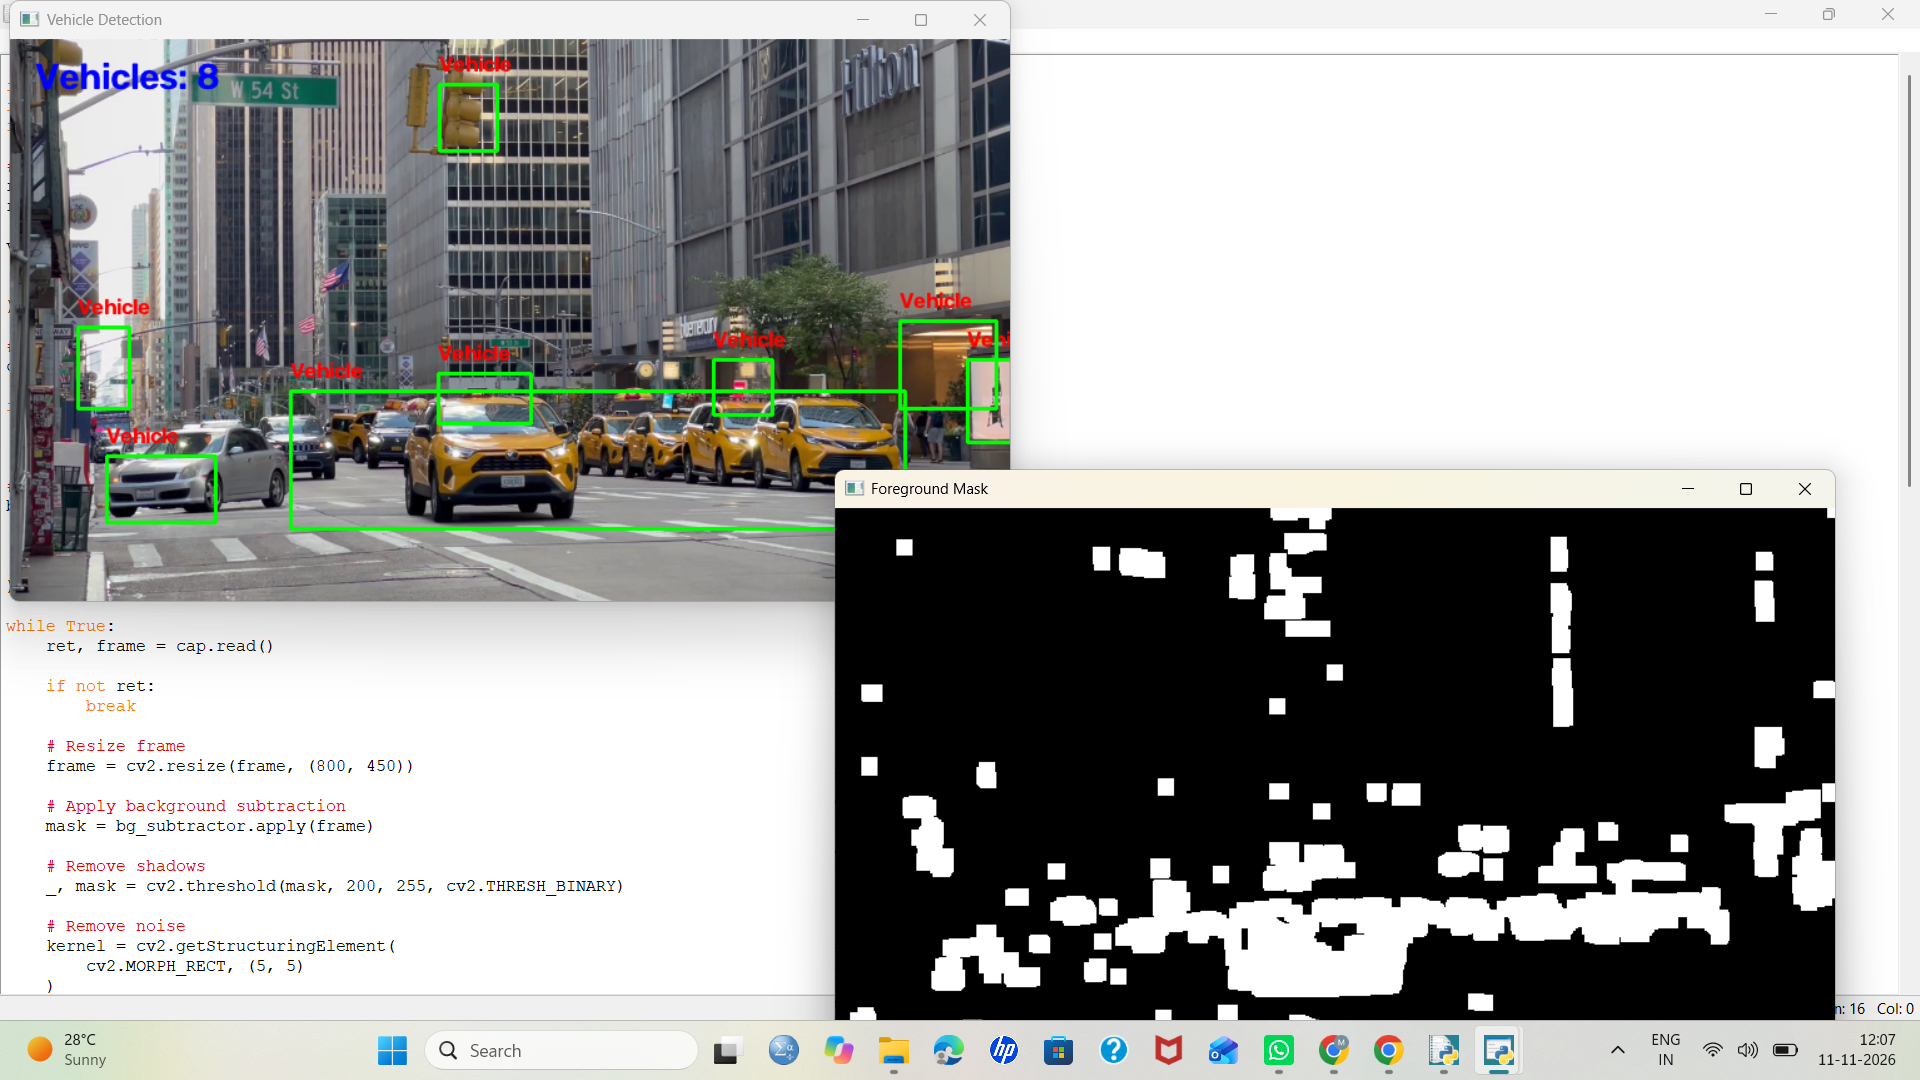 Vehicle Detection
Vehicles: 8
W 54 St
Hilton
Vehicle
Vehicle
Vehicle
Vehicle
Vehicle
Vehicle
Vehicle
NYC
while True:
ret, frame = cap.read()
if not ret:
break
# Resize frame
frame = cv2.resize(frame, (800, 450))
# Apply background subtraction
mask = bg_subtractor.apply(frame)
# Remove shadows
_, mask = cv2.threshold(mask, 200, 255, cv2.THRESH_BINARY)
# Remove noise
kernel = cv2.getStructuringElement(
cv2.MORPH_RECT, (5, 5)
)
Foreground Mask
n: 16 Col: 0
28°C
Sunny
Search
hp
ENG
IN
12:07
11-11-2026